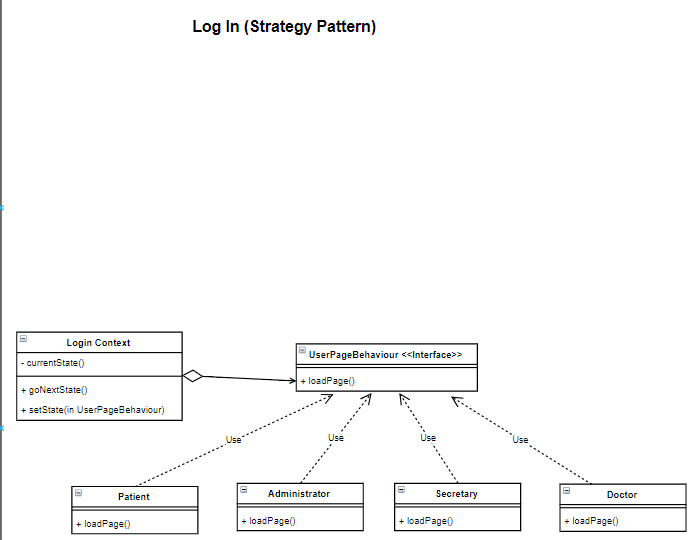 Log In (Strategy Pattern)
Login Context
- currentState()
+ goNextState()
+ setState(in UserPageBehaviour)
UserPageBehaviour <<Interface>>
+ loadPage()
Use
Use
Use
Use
Patient
+ loadPage()
Administrator
+ loadPage()
Secretary
+ loadPage()
Doctor
+ loadPage()